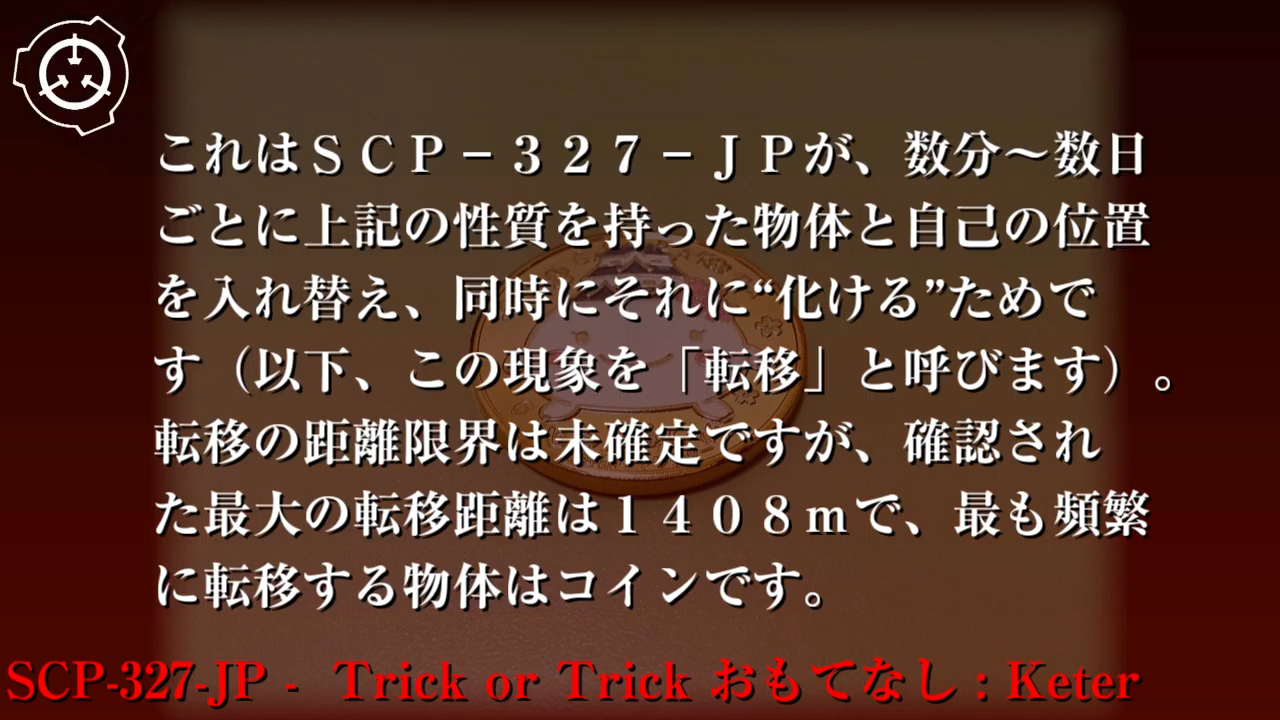 これはＳＣＰ－３２７－ＪＰが、数分～数日
ごとに上記の性質を持った物体と自己の位置
を入れ替え、同時にそれに“化ける”ためで
す（以下、この現象を「転移」と呼びます）。
転移の距離限界は未確定ですが、確認され
た最大の転移距離は１４０８ｍで、最も頻繁
に転移する物体はコインです。
SCP-327-JP - Trick or Trick おもてなし : Keter